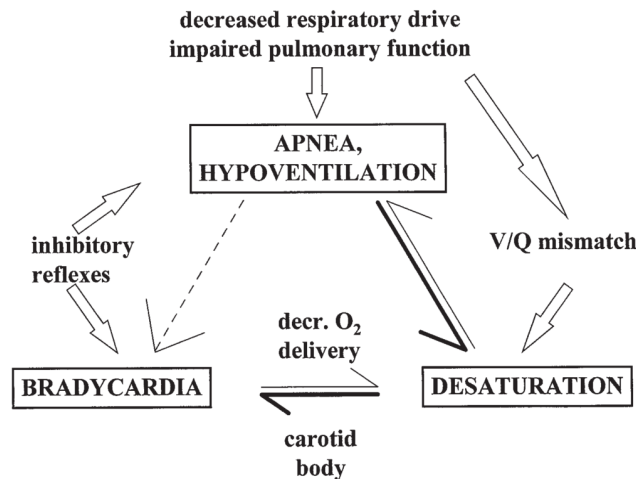 decreased respiratory drive
impaired pulmonary function
APNEA,
HYPOVENTILATION
inhibitory
reflexes
V/Q mismatch
decr. O₂
delivery
BRADYCARDIA
DESATURATION
carotid
body